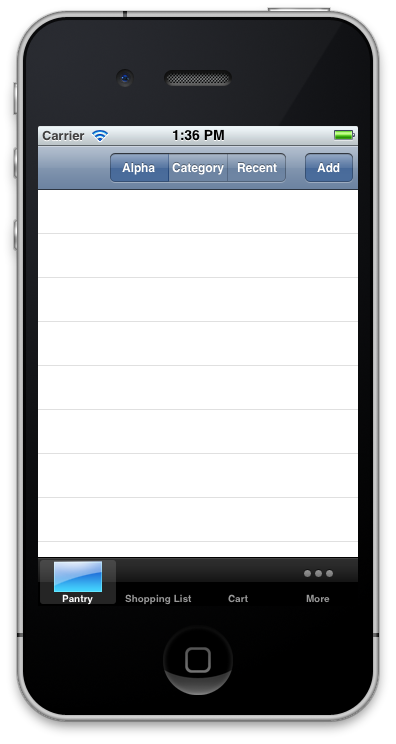 Carrier 1:36 PM
Alpha Category Recent Add
Pantry Shopping List Cart More